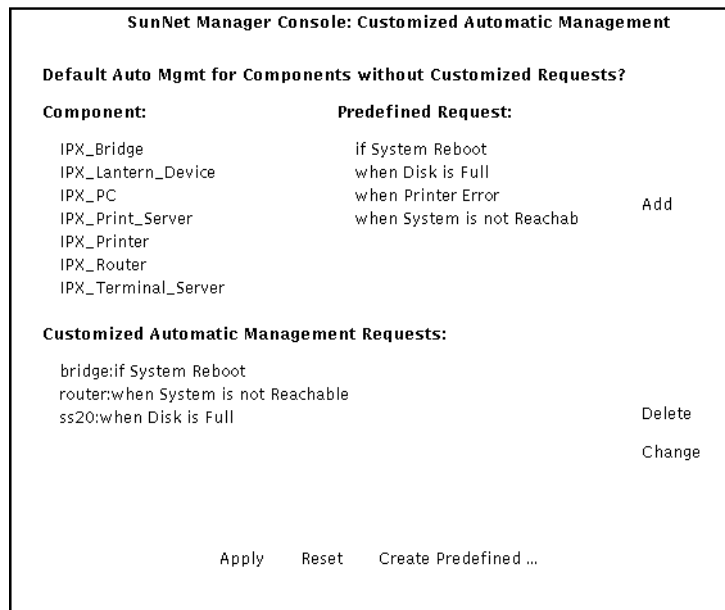 SunNet Manager Console: Customized Automatic Management
Default Auto Mgmt for Components without Customized Requests?
Component: Predefined Request:
IPX_Bridge if System Reboot
IPX_Lantern_Device when Disk is Full
IPX_PC when Printer Error
IPX_Print_Server when System is not Reachab Add
IPX_Printer
IPX_Router
IPX_Terminal_Server
Customized Automatic Management Requests:
bridge:if System Reboot
router:when System is not Reachable
ss20:when Disk is Full Delete
Change
Apply Reset Create Predefined ...